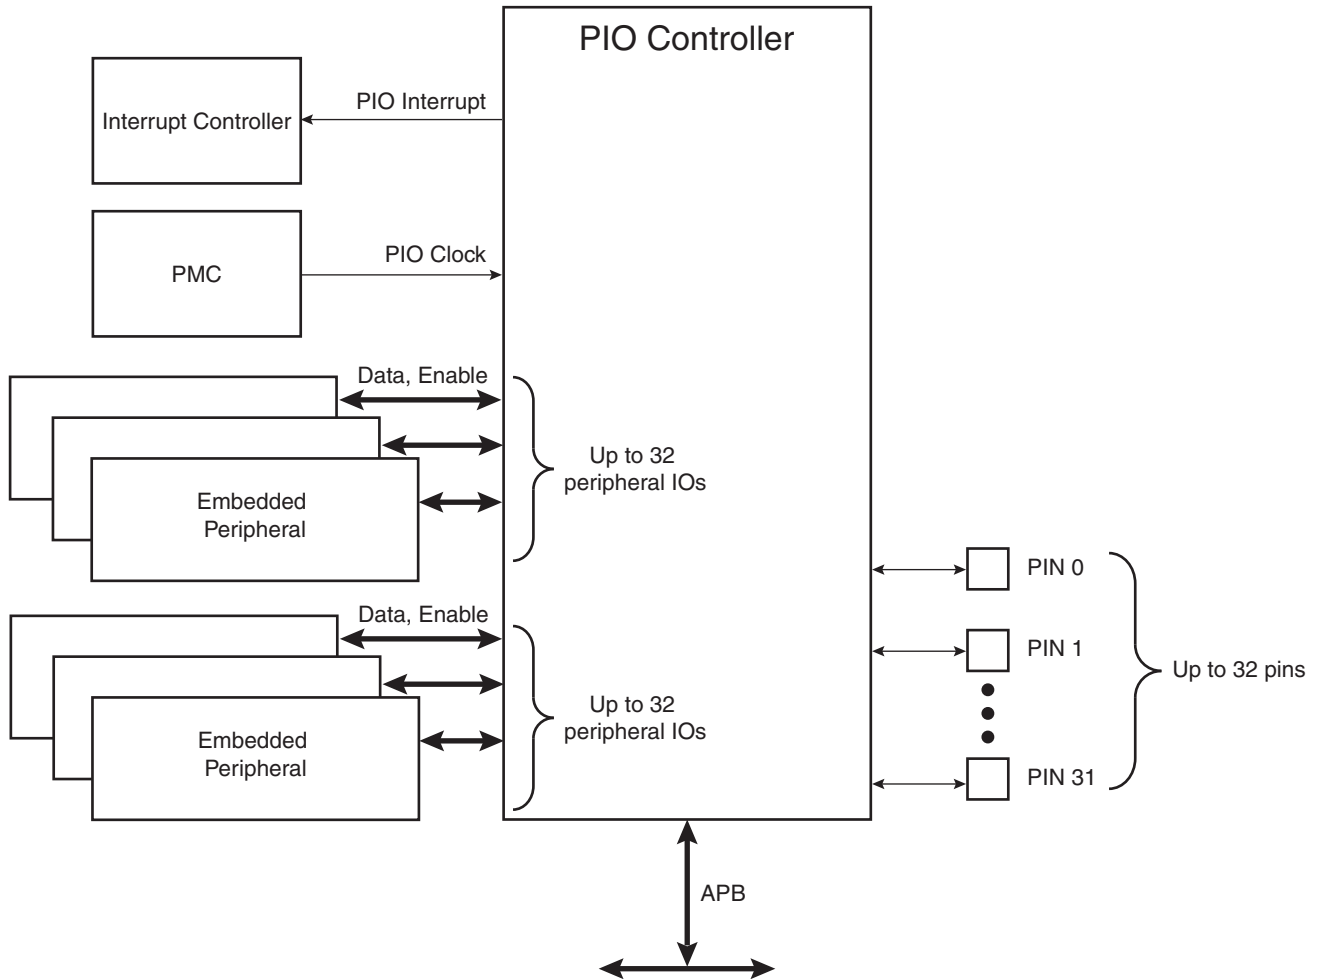 PIO Controller
PIO Interrupt
Interrupt Controller
PIO Clock
PMC
Data, Enable
Up to 32
peripheral IOs
Embedded
Peripheral
PIN 0
Data, Enable
PIN 1
Up to 32 pins
Up to 32
peripheral IOs
Embedded
Peripheral
PIN 31
APB